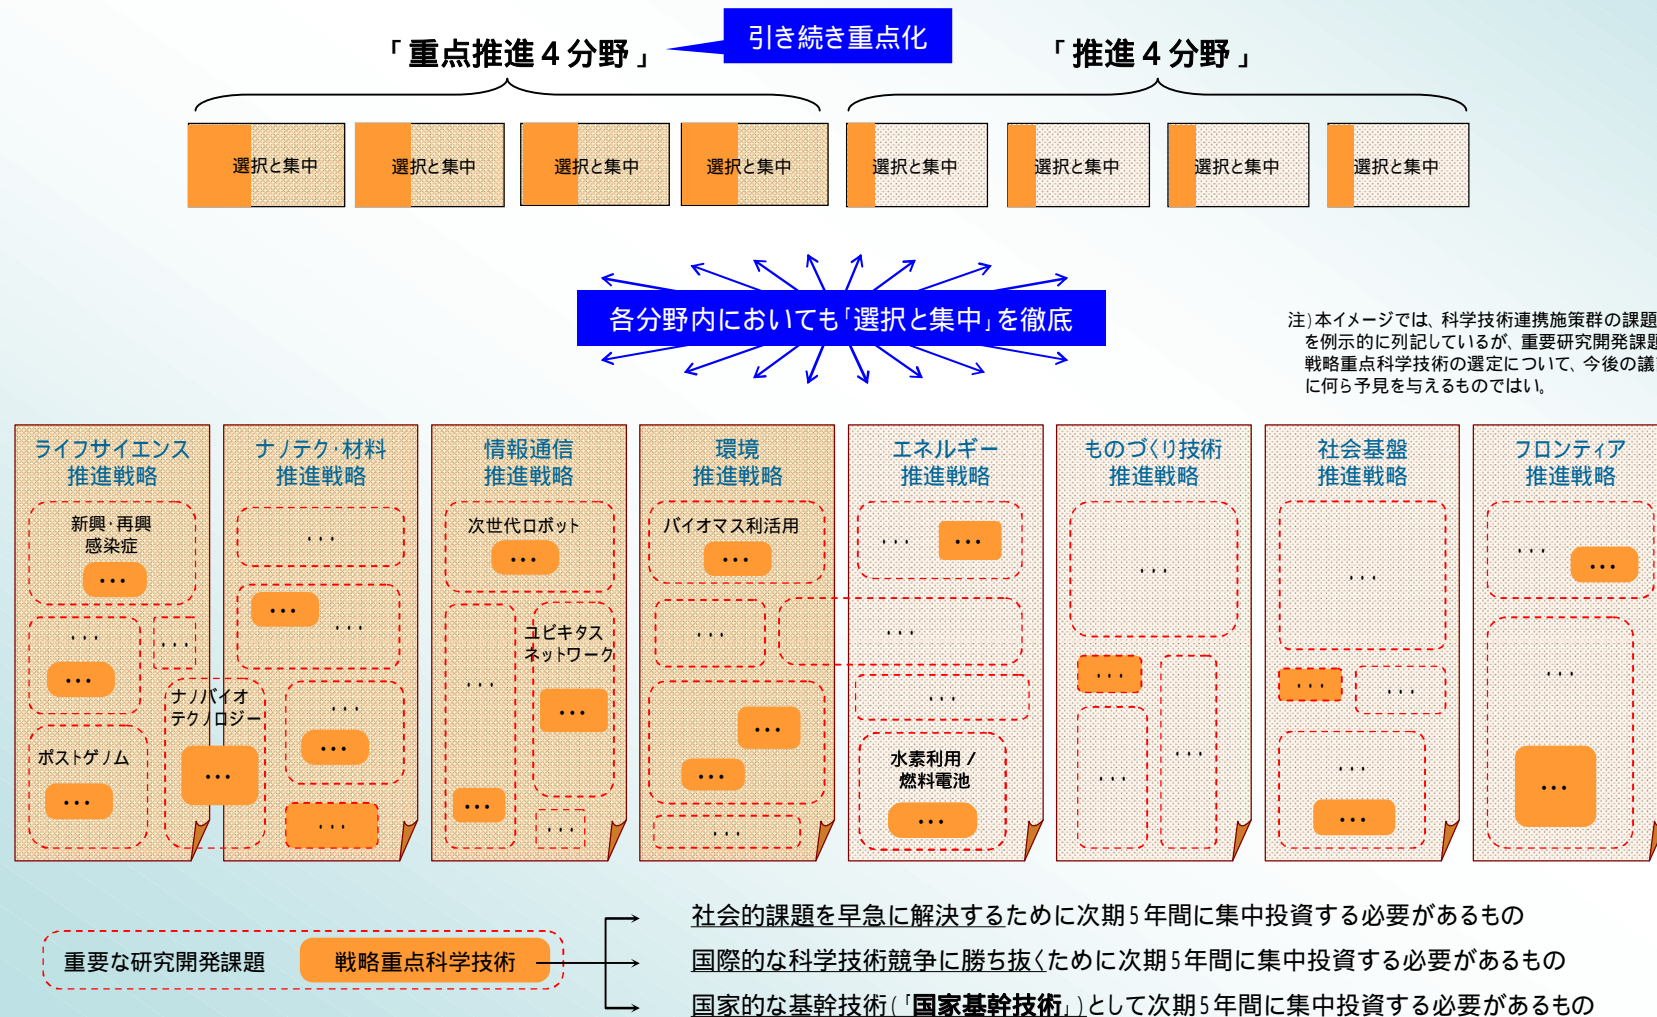 「重点推進４分野」
引き続き重点化
「推進４分野」
選択と集中
選択と集中
選択と集中
選択と集中
選択と集中
選択と集中
選択と集中
選択と集中
各分野内においても「選択と集中」を徹底
注)本イメージでは、科学技術連携施策群の課題
を例示的に列記しているが、重要研究開発課題
戦略重点科学技術の選定について、今後の議
に何ら予見を与えるものではい。
ライフサイエンス
推進戦略
新興・再興
感染症
・・・
・・・
・・・
・・・
ナノバイオ
テクノロジー
・・・
ポストゲノム
・・・
ナノテク・材料
推進戦略
・・・
・・・
・・・
・・・
・・・
・・・
情報通信
推進戦略
次世代ロボット
・・・
ユビキタス
ネットワーク
・・・
・・・
・・・
・・・
環境
推進戦略
バイオマス利活用
・・・
・・・
・・・
・・・
・・・
エネルギー
推進戦略
・・・
・・・
・・・
・・・
水素利用／
燃料電池
・・・
ものづくり技術
推進戦略
・・・
・・・
・・・
・・・
社会基盤
推進戦略
・・・
・・・
・・・
・・・
・・・
フロンティア
推進戦略
・・・
・・・
・・・
・・・
重要な研究開発課題
戦略重点科学技術
社会的課題を早急に解決するために次期5年間に集中投資する必要があるもの
国際的な科学技術競争に勝ち抜くために次期5年間に集中投資する必要があるもの
国家的な基幹技術(「国家基幹技術」)として次期5年間に集中投資する必要があるもの